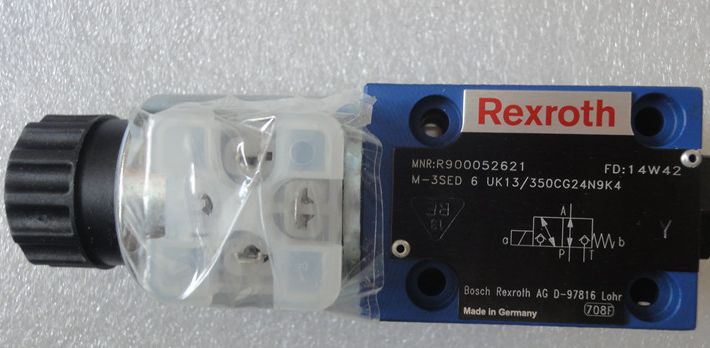 Rexroth
MNR:R900052621 FD:14W42
M-3SED 6 UK13/350CG24N9K4
A
a b
P T
Y
Bosch Rexroth AG D-97816 Lohr
Made in Germany 708F